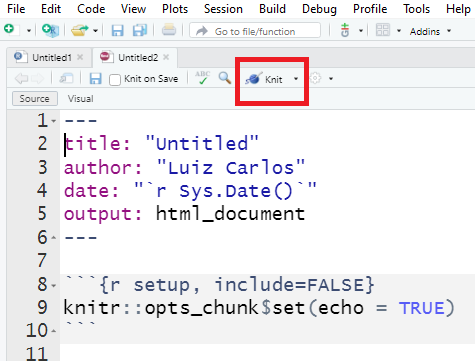 File Edit Code View Plots Session Build Debug Profile Tools Help
Go to file/function Addins
Untitled1 Untitled2
Knit on Save ABC Knit
Source Visual
1 ---
2 title: "Untitled"
3 author: "Luiz Carlos"
4 date: "`r Sys.Date()`"
5 output: html_document
6 ---
7
8 ```{r setup, include=FALSE}
9 knitr::opts_chunk$set(echo = TRUE)
10 ```
11